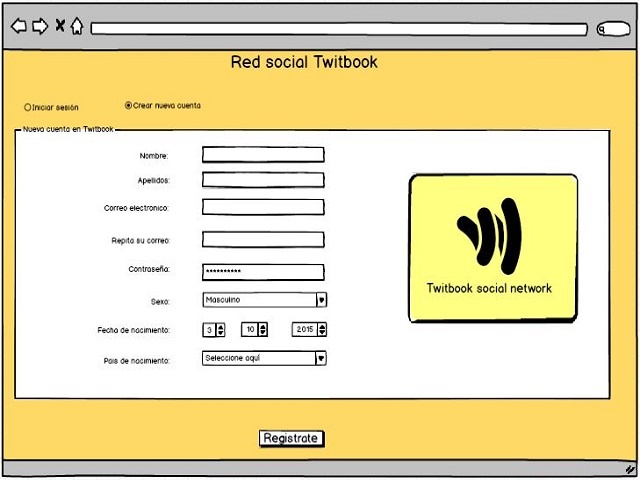 Red social Twitbook
Iniciar sesión
Crear nueva cuenta
Nueva cuenta en Twitbook
Nombre:
Apellidos:
Correo electronico:
Repita su correo:
Contraseña: **********
Sexo: Masculino
Fecha de nacimiento: 3 10 2015
Pais de nacimiento: Seleccione aquí
Twitbook social network
Registrate